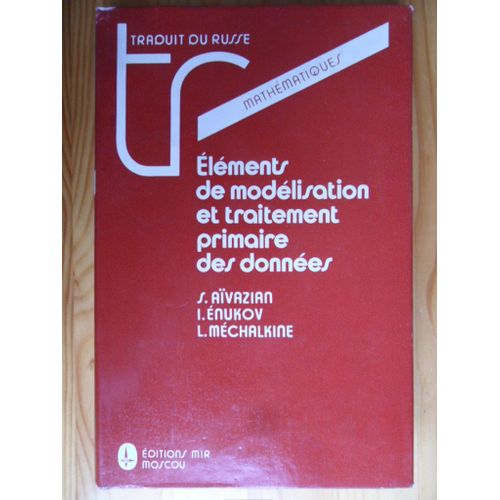 TRADUIT DU RUSSE
tr
MATHÉMATIQUES
Éléments
de modélisation
et traitement
primaire
des données
S. AÏVAZIAN
I. ÉNUKOV
L. MÉCHALKINE
ÉDITIONS MIR
MOSCOU